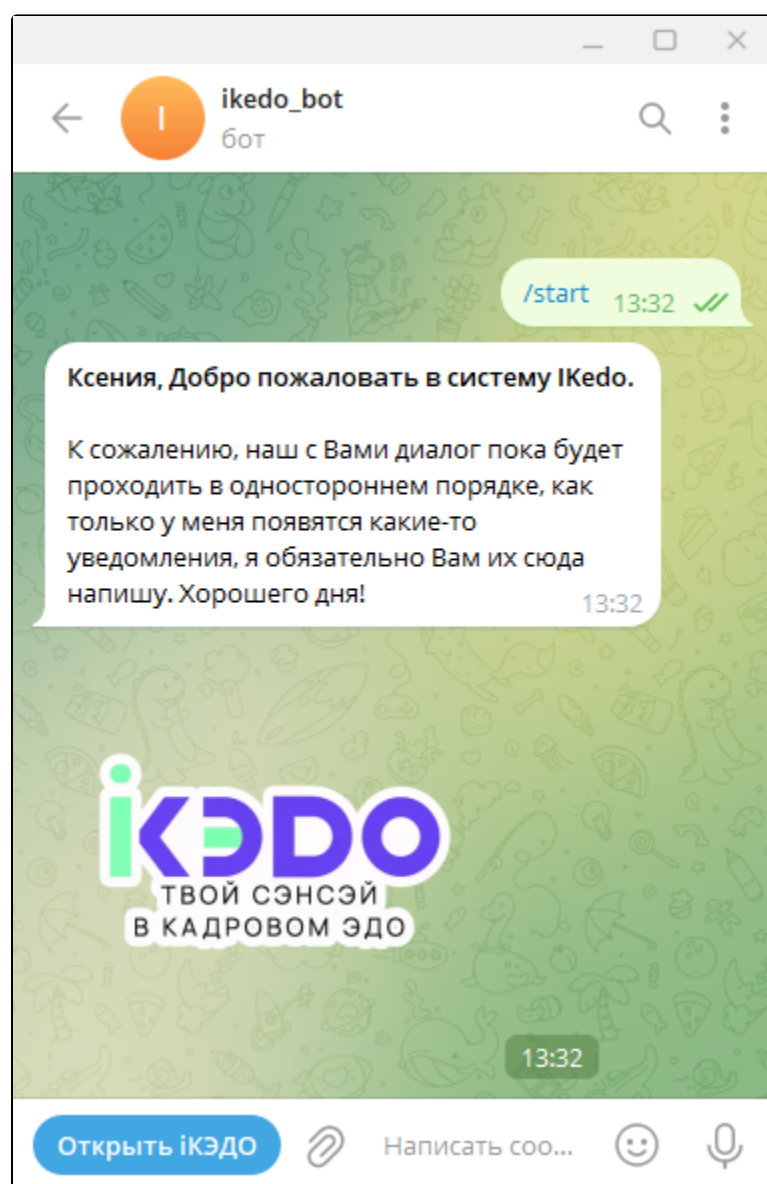 I
ikedo_bot
бот
/start 13:32
Ксения, Добро пожаловать в систему IKedo.
К сожалению, наш с Вами диалог пока будет
проходить в одностороннем порядке, как
только у меня появятся какие-то
уведомления, я обязательно Вам их сюда
напишу. Хорошего дня! 13:32
iКЭДО
ТВОЙ СЭНСЭЙ
В КАДРОВОМ ЭДО
13:32
Открыть iКЭДО Написать соо...